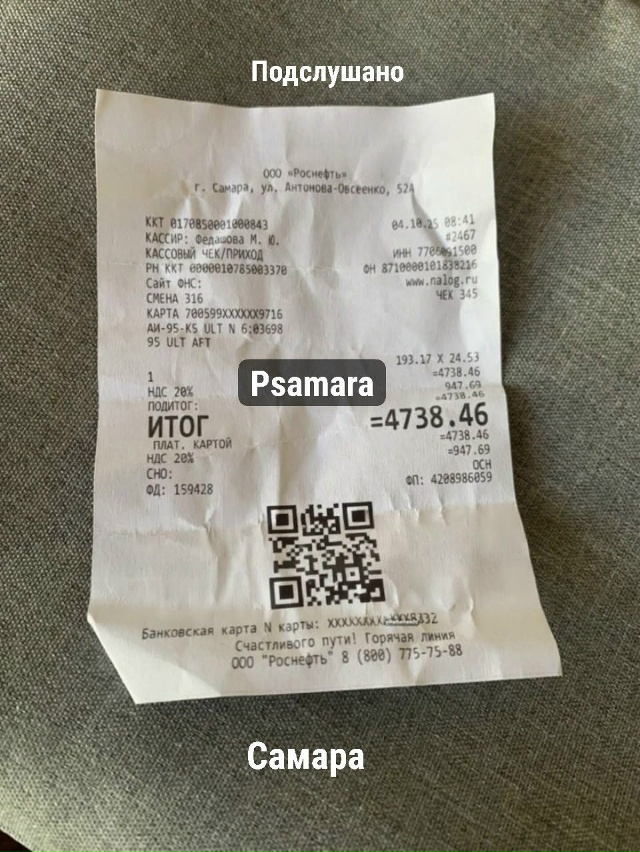 Подслушано
ООО «Роснефть»
г. Самара, ул. Антонова-Овсеенко, 52А
ККТ 0170850001000843 04.10.25 08:41
КАССИР: Федашова М. Ю. #2467
КАССОВЫЙ ЧЕК/ПРИХОД ИНН 7706091500
РН ККТ 0000010785003370 ФН 8710000101838216
Сайт ФНС: www.nalog.ru
СМЕНА 316 ЧЕК 345
КАРТА 700599XXXXXX9716
АИ-95-К5 ULT N 6:03698
95 ULT AFT
193.17 X 24.53
1 =4738.46
Psamara
НДС 20% 947.69
ПОДИТОГ: =4738.46
ИТОГ =4738.46
ПЛАТ. КАРТОЙ =4738.46
НДС 20% =947.69
СНО: ОСН
ФД: 159428 ФП: 4208986059
Банковская карта N карты:
Счастливого пути! Горячая линия
ООО "Роснефть" 8 (800) 775-75-88
Самара